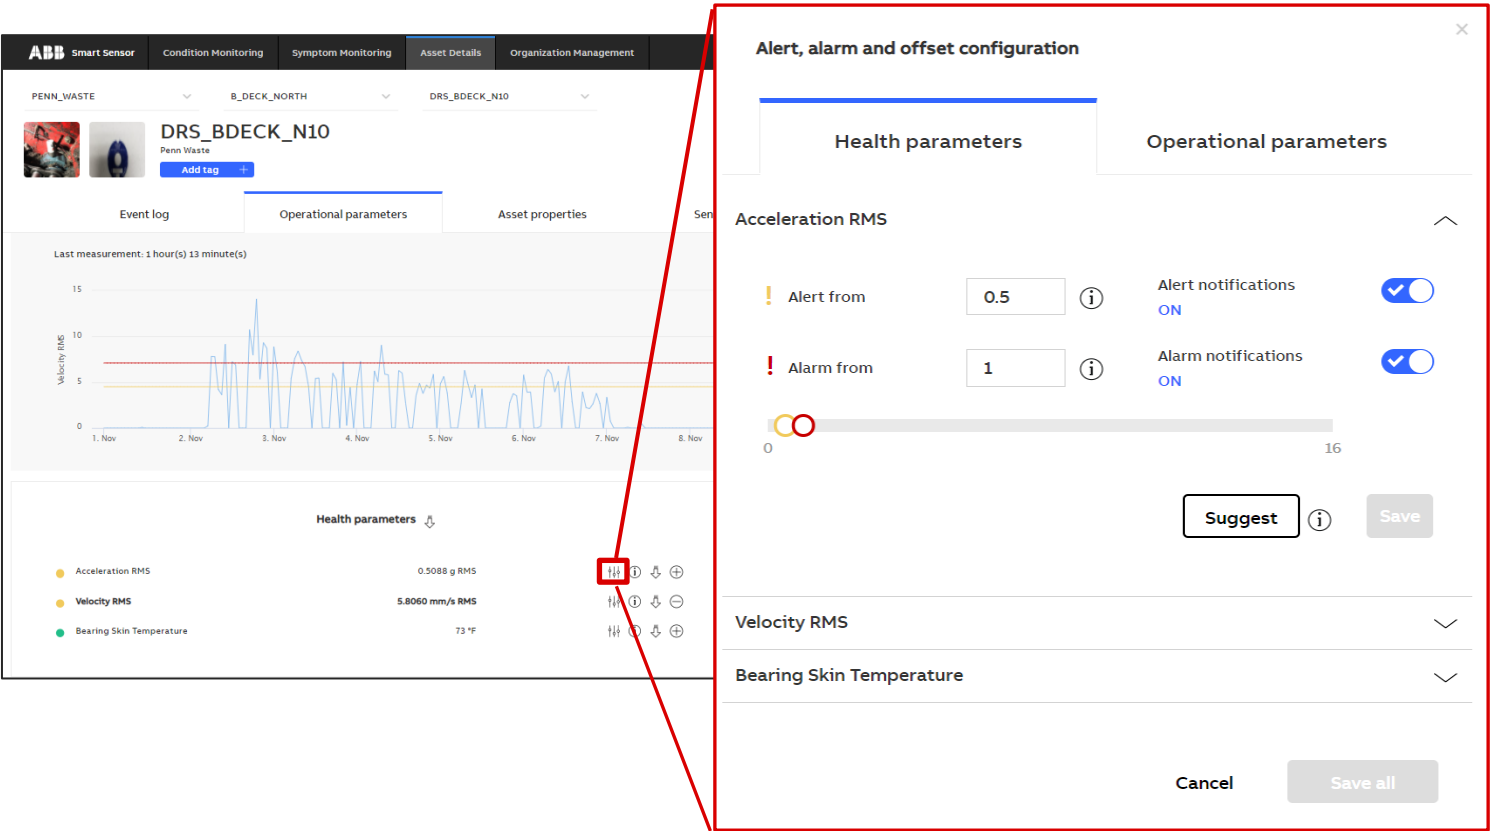 ABB Smart Sensor
Condition Monitoring
Symptom Monitoring
Asset Details
Organization Management
PENN_WASTE
B_DECK_NORTH
DRS_BDECK_N10
DRS_BDECK_N10
Penn Waste
Add tag +
Event log
Operational parameters
Asset properties
Sen
Last measurement: 1 hour(s) 13 minute(s)
Velocity RMS
15
10
5
0
1. Nov
2. Nov
3. Nov
4. Nov
5. Nov
6. Nov
7. Nov
8. Nov
Health parameters
Acceleration RMS 0.5088 g RMS
Velocity RMS 5.8060 mm/s RMS
Bearing Skin Temperature 73 °F
Alert, alarm and offset configuration
Health parameters
Operational parameters
Acceleration RMS
! Alert from 0.5
Alert notifications
ON
! Alarm from 1
Alarm notifications
ON
0
16
Suggest
Save
Velocity RMS
Bearing Skin Temperature
Cancel
Save all